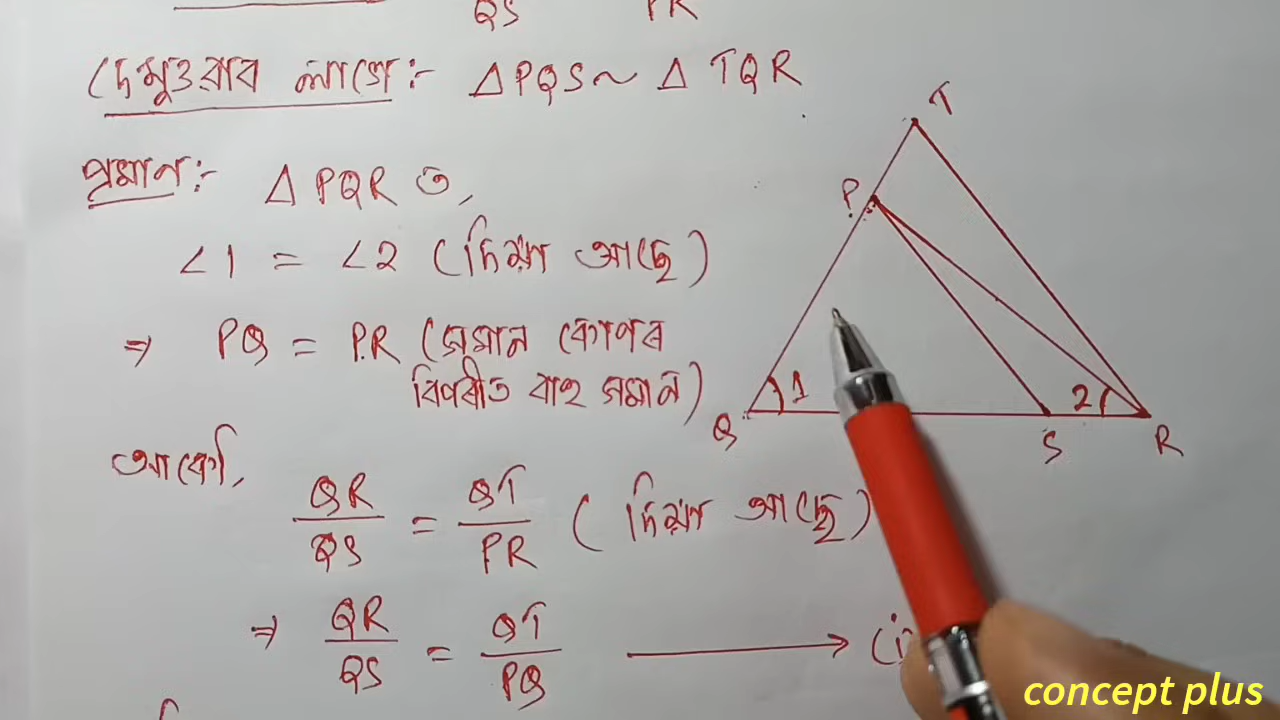 QS PR
দেখুওৱাব লাগে:- △PQS ~ △TQR
প্ৰমাণ:- △PQR ত,
∠1 = ∠2 (দিয়া আছে)
⇒ PQ = PR (সমান কোণৰ
বিপৰীত বাহু সমান)
আকৌ,
QR/QS = QT/PR (দিয়া আছে)
⇒ QR/QS = QT/PQ ⟶ (i
T
P
Q
1
2
S
R
concept plus